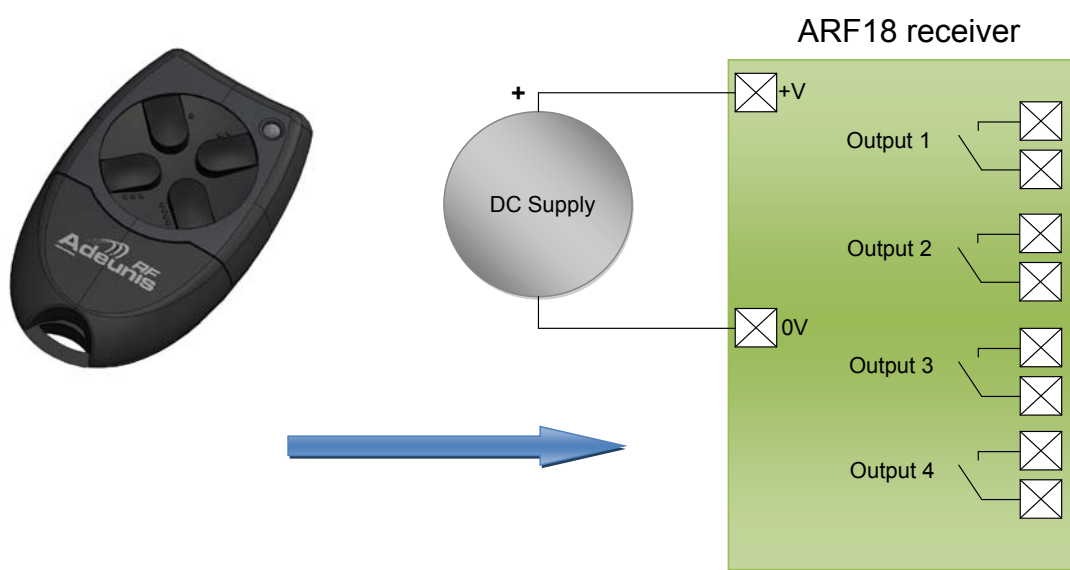 ARF18 receiver
+
+V
DC Supply
0V
Output 1
Output 2
Output 3
Output 4
Adeunis RF